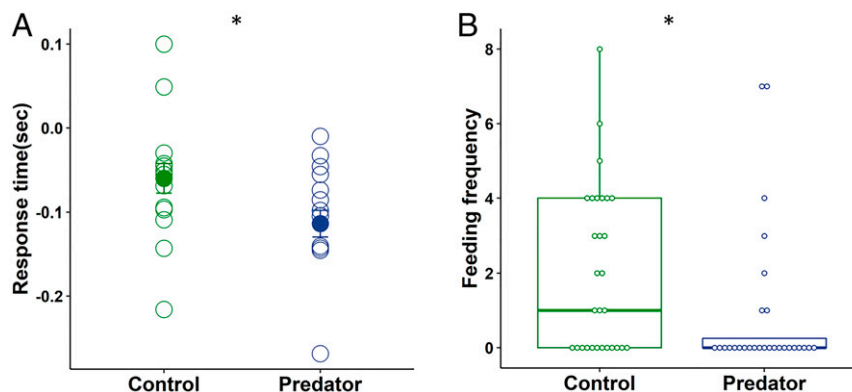 A
*
Response time(sec)
0.1
0.0
-0.1
-0.2
Control
Predator
B
*
Feeding frequency
8
6
4
2
0
Control
Predator